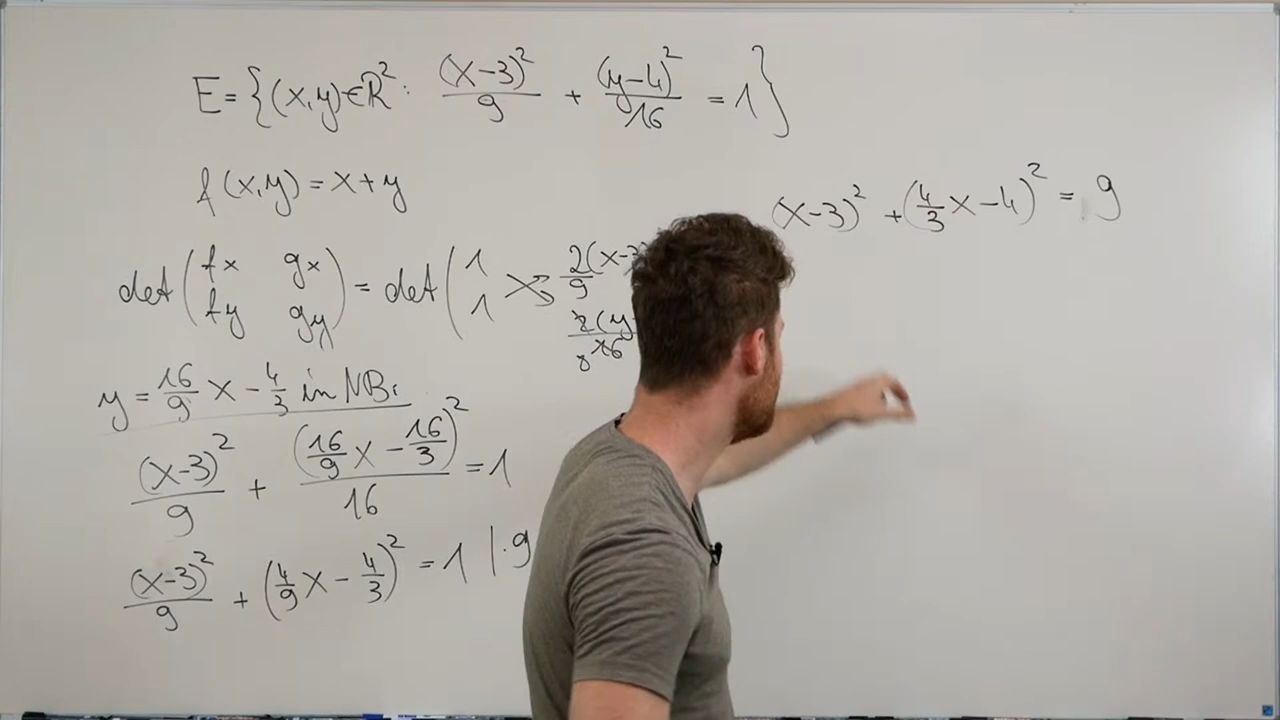 E = {(x,y) ∈ ℝ²: (x-3)²/9 + (y-4)²/16 = 1}
f(x,y) = x + y
(x-3)² + (4/3 x - 4)² = 9
det (fx gx; fy gy) = det (1 2/9 (x-3; 1 2/16 (y 8
y = 16/9 x - 4/3 in NB:
(x-3)²/9 + (16/9 x - 16/3)²/16 = 1
(x-3)²/9 + (4/9 x - 4/3)² = 1 | · 9